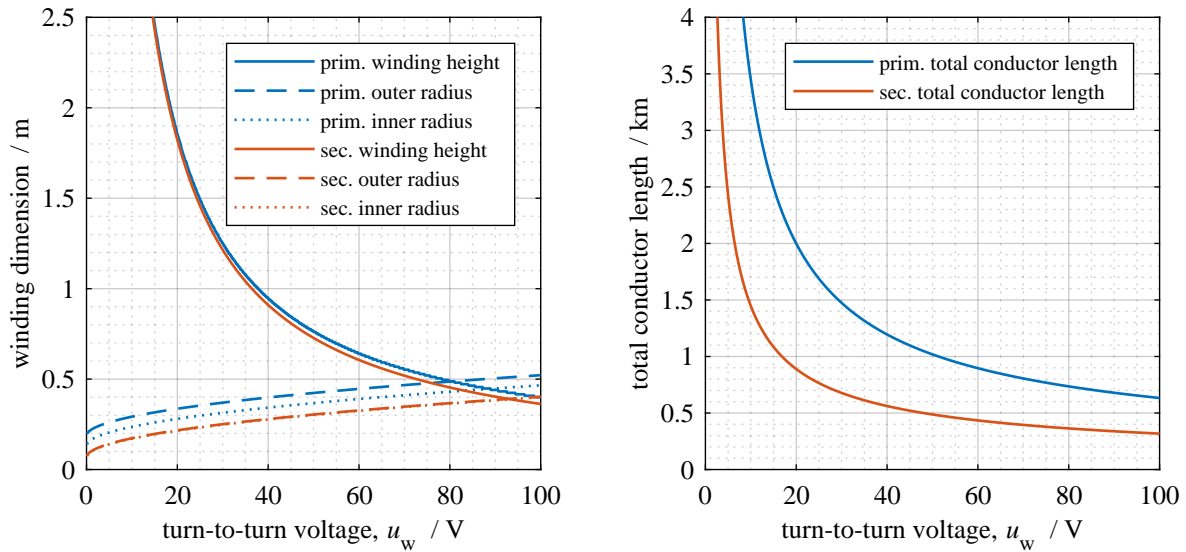 winding dimension / m
2.5
2
1.5
1
0.5
0
prim. winding height
prim. outer radius
prim. inner radius
sec. winding height
sec. outer radius
sec. inner radius
0 20 40 60 80 100
turn-to-turn voltage, u_w / V
total conductor length / km
4
3.5
3
2.5
2
1.5
1
0.5
0
prim. total conductor length
sec. total conductor length
0 20 40 60 80 100
turn-to-turn voltage, u_w / V